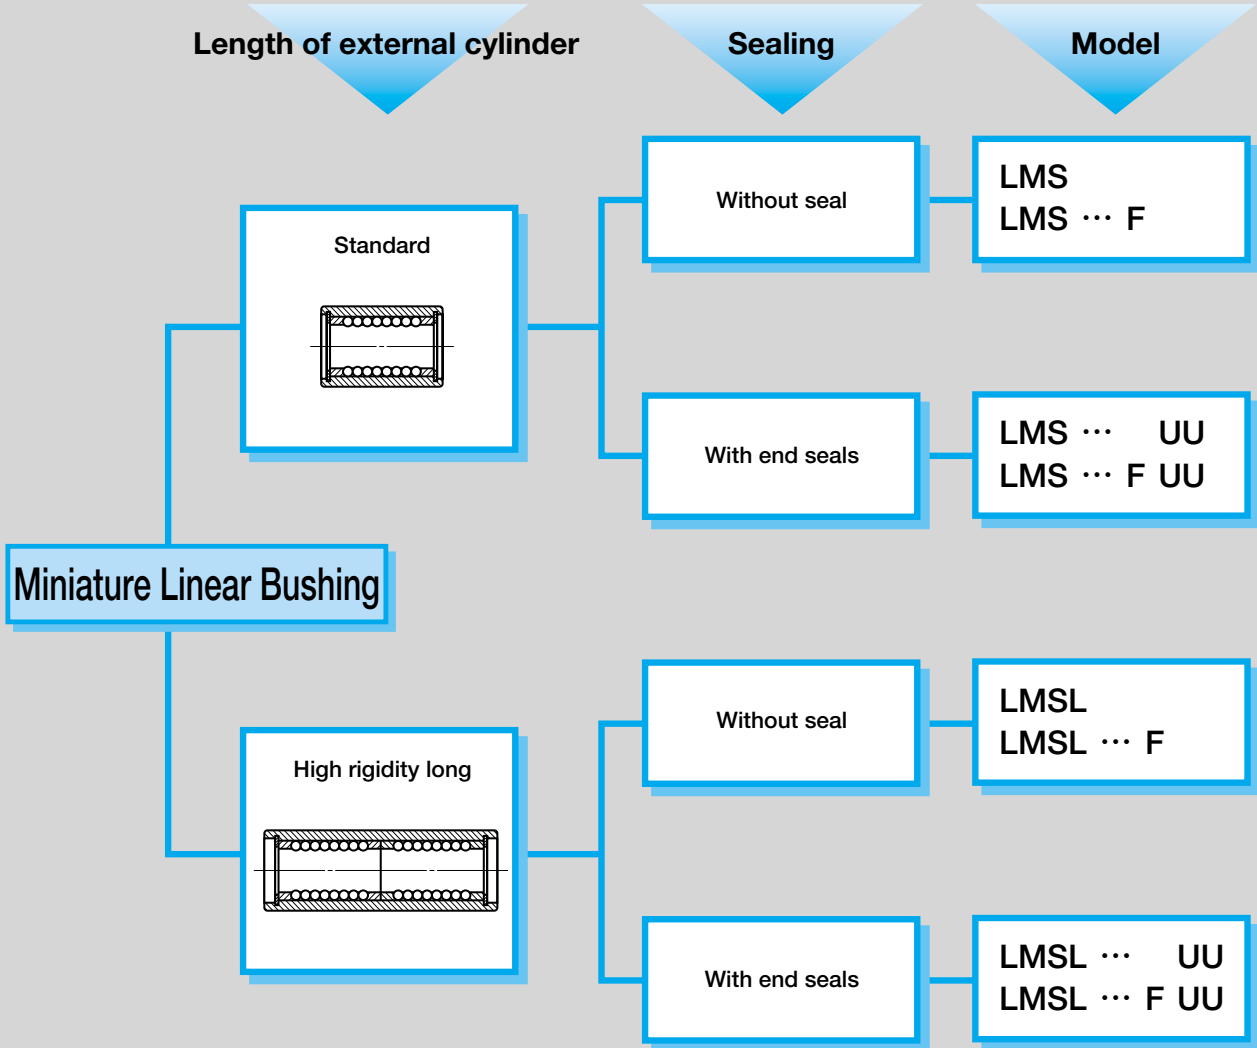 Length of external cylinder
Sealing
Model
Standard
Without seal
LMS
LMS ··· F
With end seals
LMS ··· UU
LMS ··· F UU
Miniature Linear Bushing
High rigidity long
Without seal
LMSL
LMSL ··· F
With end seals
LMSL ··· UU
LMSL ··· F UU